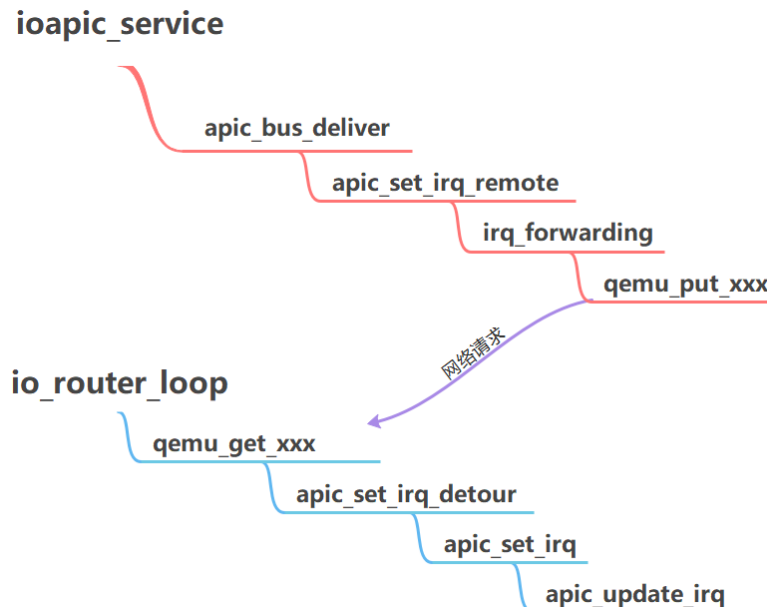 ioapic_service
apic_bus_deliver
apic_set_irq_remote
irq_forwarding
qemu_put_xxx
网络请求
io_router_loop
qemu_get_xxx
apic_set_irq_detour
apic_set_irq
apic_update_irq